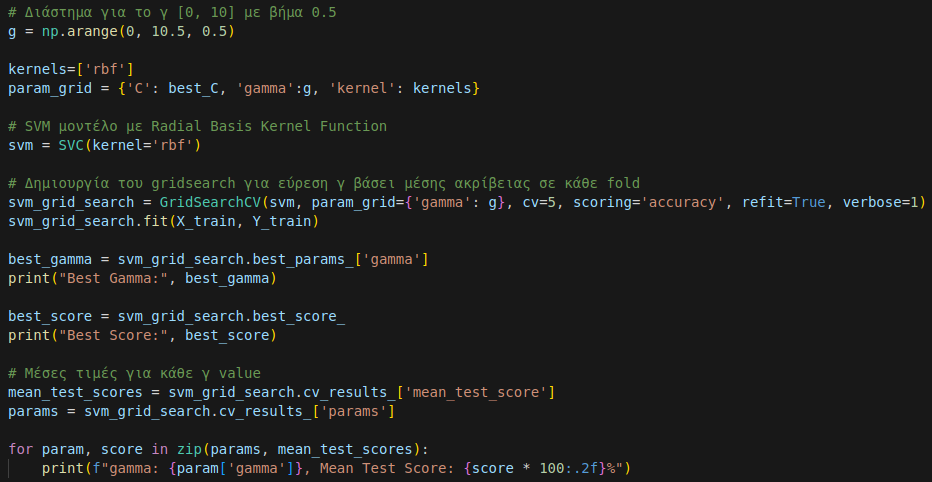 # Διάστημα για το γ [0, 10] με βήμα 0.5
g = np.arange(0, 10.5, 0.5)
kernels=['rbf']
param_grid = {'C': best_C, 'gamma':g, 'kernel': kernels}
# SVM μοντέλο με Radial Basis Kernel Function
svm = SVC(kernel='rbf')
# Δημιουργία του gridsearch για εύρεση γ βάσει μέσης ακρίβειας σε κάθε fold
svm_grid_search = GridSearchCV(svm, param_grid={'gamma': g}, cv=5, scoring='accuracy', refit=True, verbose=1)
svm_grid_search.fit(X_train, Y_train)
best_gamma = svm_grid_search.best_params_['gamma']
print("Best Gamma:", best_gamma)
best_score = svm_grid_search.best_score_
print("Best Score:", best_score)
# Μέσες τιμές για κάθε γ value
mean_test_scores = svm_grid_search.cv_results_['mean_test_score']
params = svm_grid_search.cv_results_['params']
for param, score in zip(params, mean_test_scores):
    print(f"gamma: {param['gamma']}, Mean Test Score: {score * 100:.2f}%")